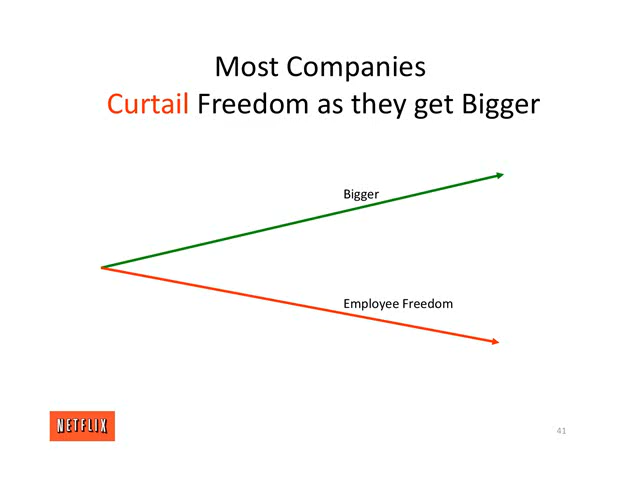 Most Companies
Curtail Freedom as they get Bigger
Bigger
Employee Freedom
NETFLIX
41